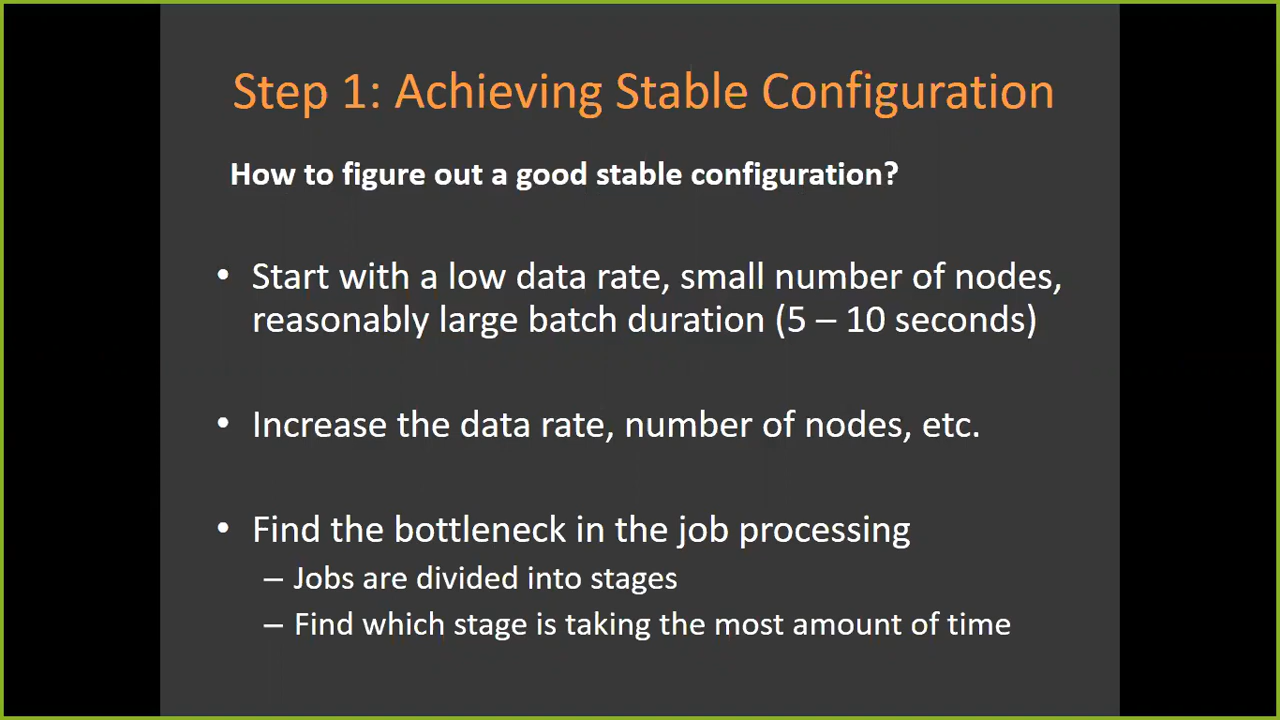 Step 1: Achieving Stable Configuration
How to figure out a good stable configuration?
• Start with a low data rate, small number of nodes,
reasonably large batch duration (5 – 10 seconds)
• Increase the data rate, number of nodes, etc.
• Find the bottleneck in the job processing
– Jobs are divided into stages
– Find which stage is taking the most amount of time